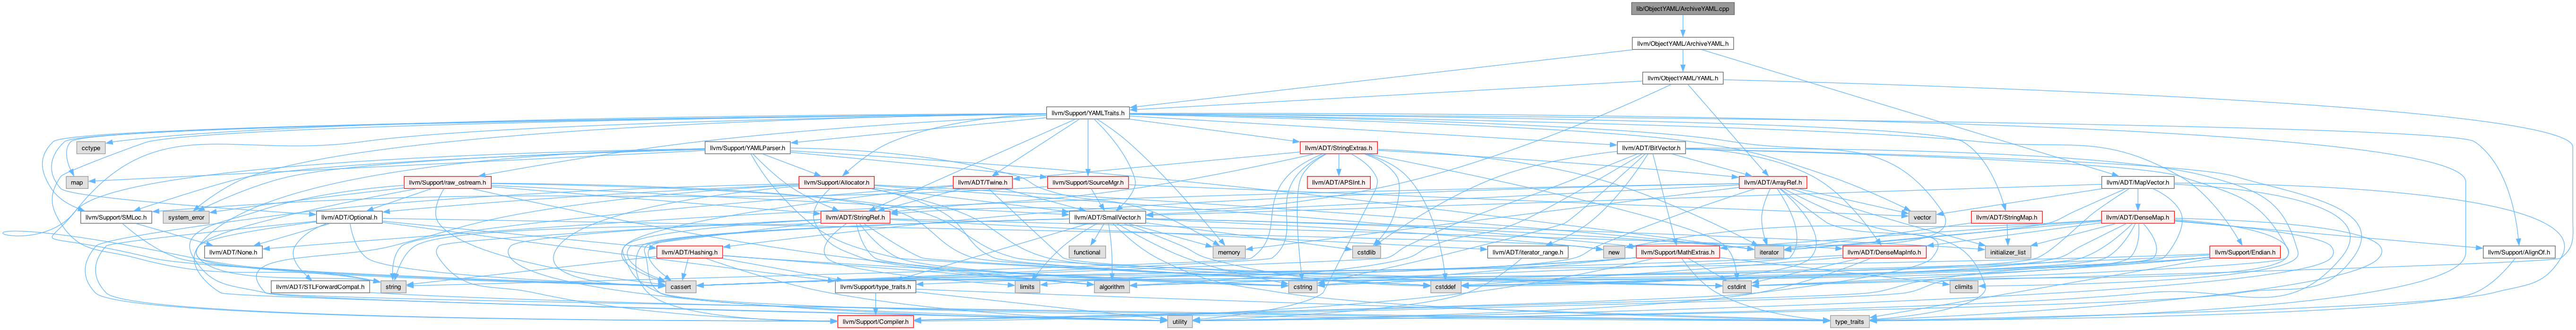 lib/ObjectYAML/ArchiveYAML.cpp
llvm/ObjectYAML/ArchiveYAML.h
llvm/ObjectYAML/YAML.h
llvm/Support/YAMLTraits.h
cctype
llvm/Support/YAMLParser.h
llvm/ADT/StringExtras.h
llvm/ADT/BitVector.h
map
llvm/Support/raw_ostream.h
llvm/Support/Allocator.h
llvm/ADT/Twine.h
llvm/Support/SourceMgr.h
llvm/ADT/APSInt.h
llvm/ADT/ArrayRef.h
llvm/ADT/MapVector.h
llvm/Support/SMLoc.h
system_error
llvm/ADT/Optional.h
llvm/ADT/StringRef.h
llvm/ADT/SmallVector.h
vector
llvm/ADT/StringMap.h
llvm/ADT/DenseMap.h
llvm/ADT/None.h
llvm/ADT/Hashing.h
functional
memory
cstdlib
llvm/ADT/iterator_range.h
new
llvm/Support/MathExtras.h
iterator
llvm/ADT/DenseMapInfo.h
initializer_list
llvm/Support/Endian.h
llvm/Support/AlignOf.h
llvm/ADT/STLForwardCompat.h
string
cassert
llvm/Support/type_traits.h
limits
algorithm
cstring
cstddef
cstdint
climits
llvm/Support/Compiler.h
utility
type_traits